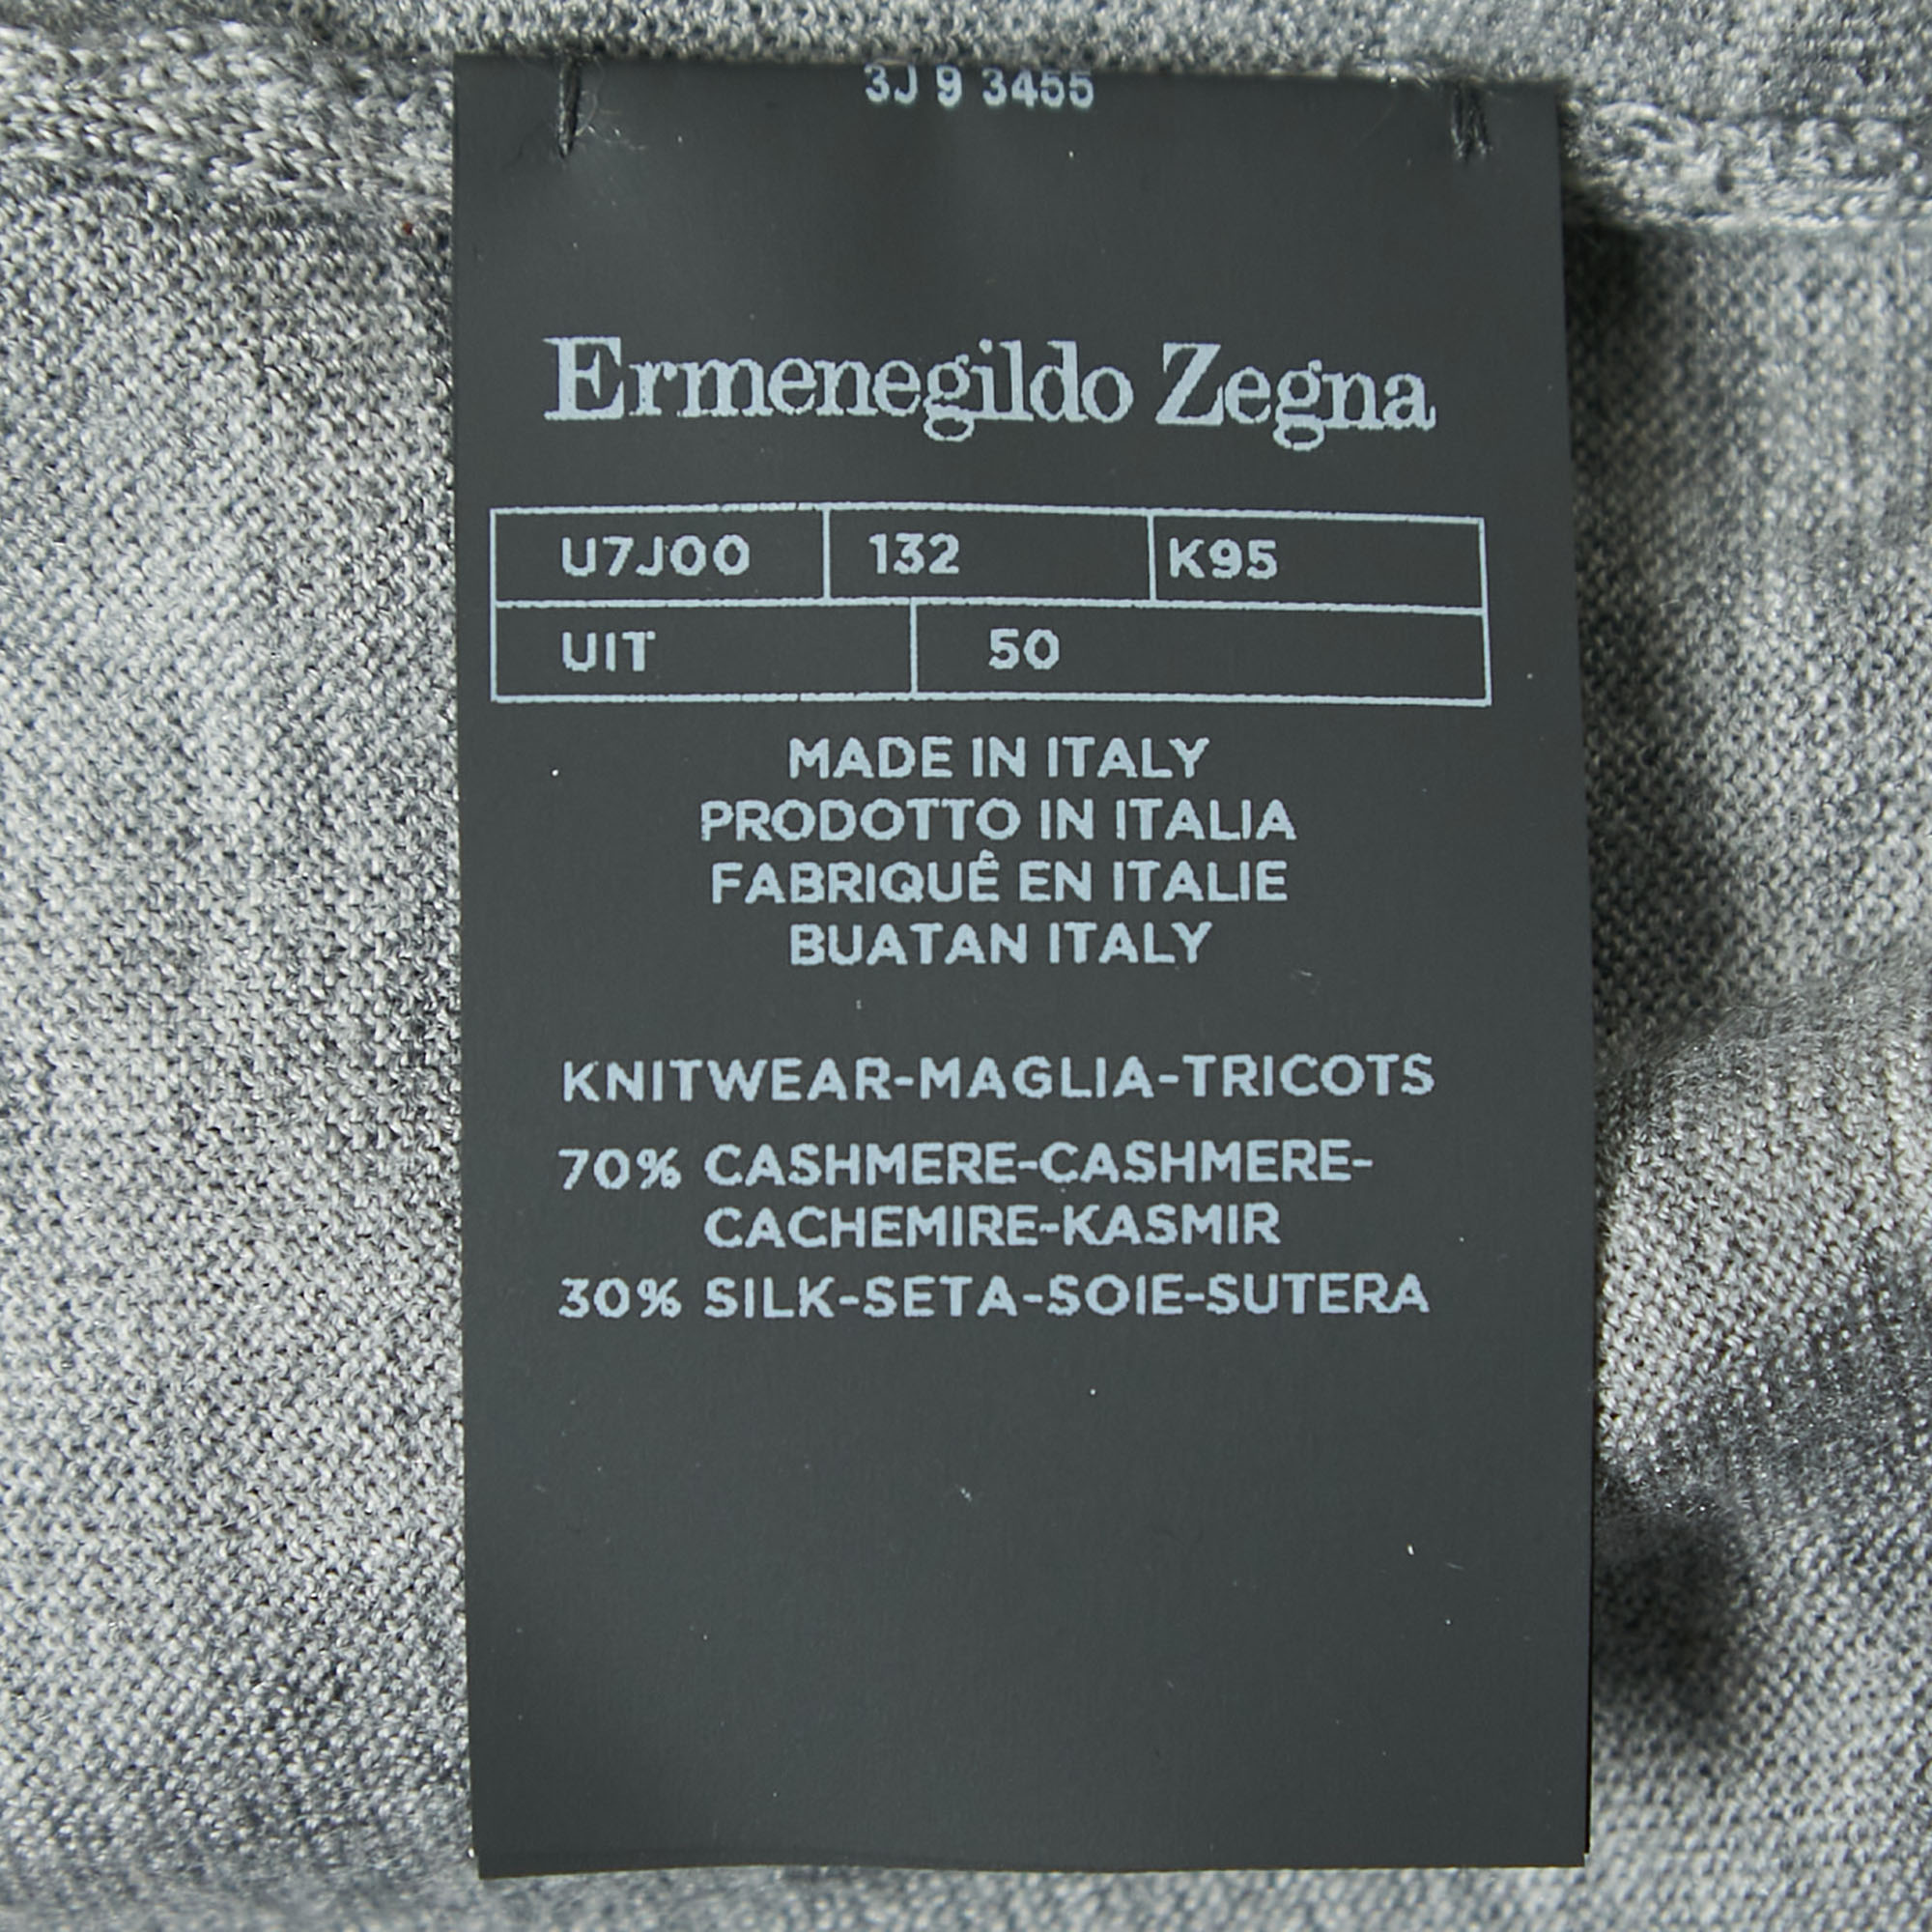 3J 9 3455
Ermenegildo Zegna
U7J00 132 K95
UIT 50
MADE IN ITALY
PRODOTTO IN ITALIA
FABRIQUÉ EN ITALIE
BUATAN ITALY
KNITWEAR-MAGLIA-TRICOTS
70% CASHMERE-CASHMERE-
CACHEMIRE-KASMIR
30% SILK-SETA-SOIE-SUTERA